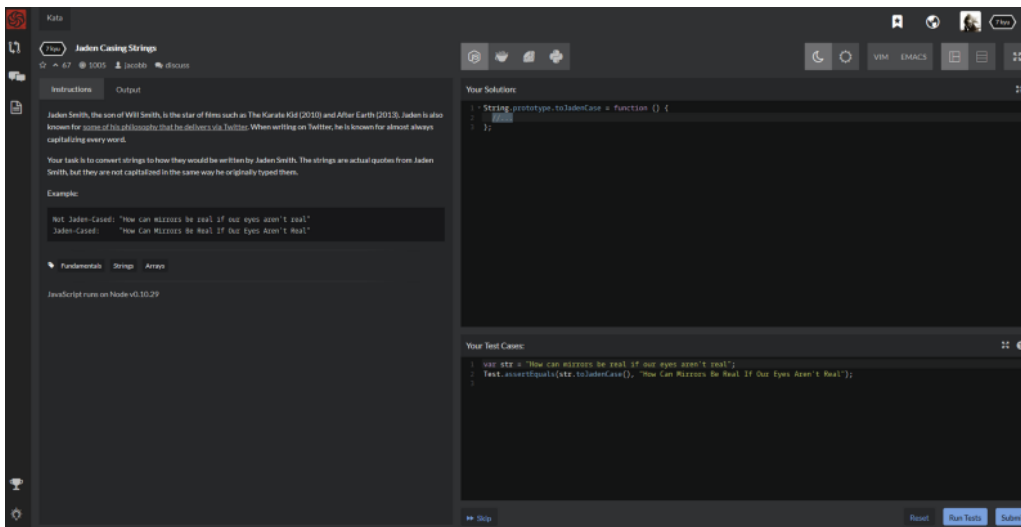 Kata
7 kyu
Jaden Casing Strings
67 1005 jacobb discuss
Instructions Output
Jaden Smith, the son of Will Smith, is the star of films such as The Karate Kid (2010) and After Earth (2013). Jaden is also
known for some of his philosophy that he delivers via Twitter. When writing on Twitter, he is known for almost always
capitalizing every word.
Your task is to convert strings to how they would be written by Jaden Smith. The strings are actual quotes from Jaden
Smith, but they are not capitalized in the same way he originally typed them.
Example:
Not Jaden-Cased: "How can mirrors be real if our eyes aren't real"
Jaden-Cased: "How Can Mirrors Be Real If Our Eyes Aren't Real"
Fundamentals Strings Arrays
JavaScript runs on Node v0.10.29
VIM EMACS
7 kyu
Your Solution:
1 String.prototype.toJadenCase = function () {
2 //...
3 };
Your Test Cases:
1 var str = "How can mirrors be real if our eyes aren't real";
2 Test.assertEquals(str.toJadenCase(), "How Can Mirrors Be Real If Our Eyes Aren't Real");
3
Skip
Reset Run Tests Subm